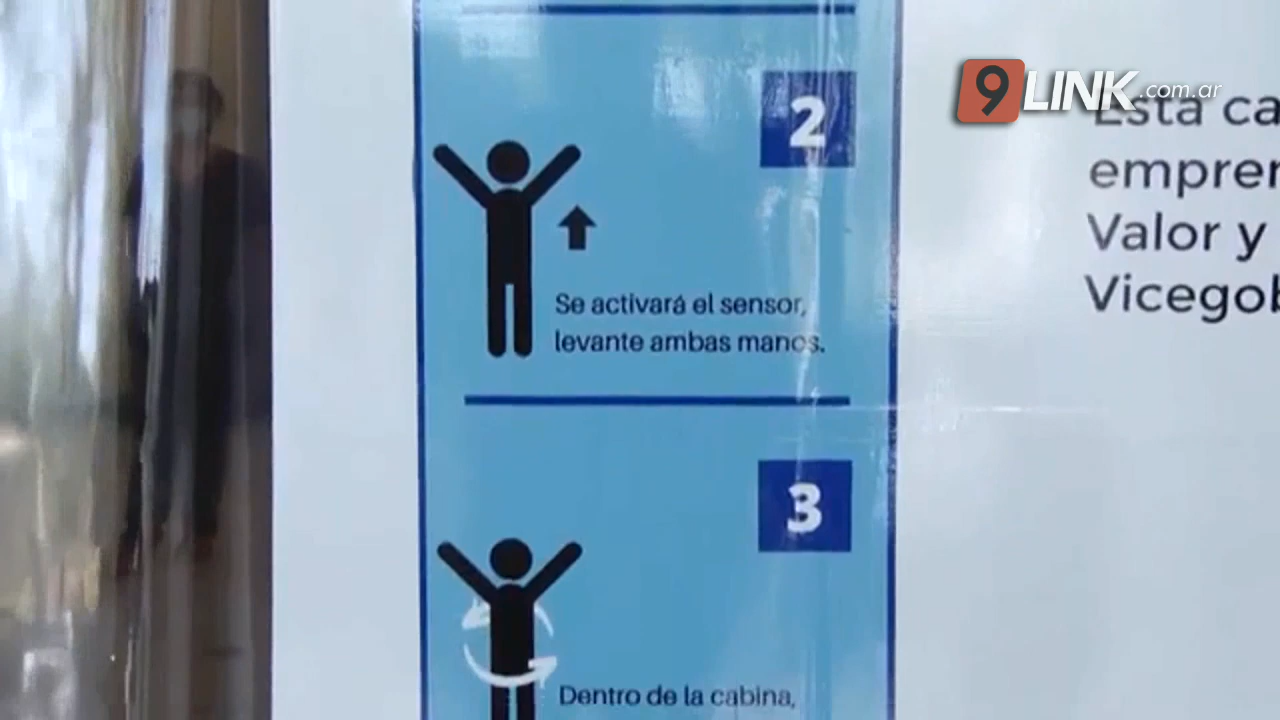 9 LINK .com.ar
2
Se activará el sensor,
levante ambas manos.
3
Dentro de la cabina,
Esta ca
empren
Valor y
Vicegob